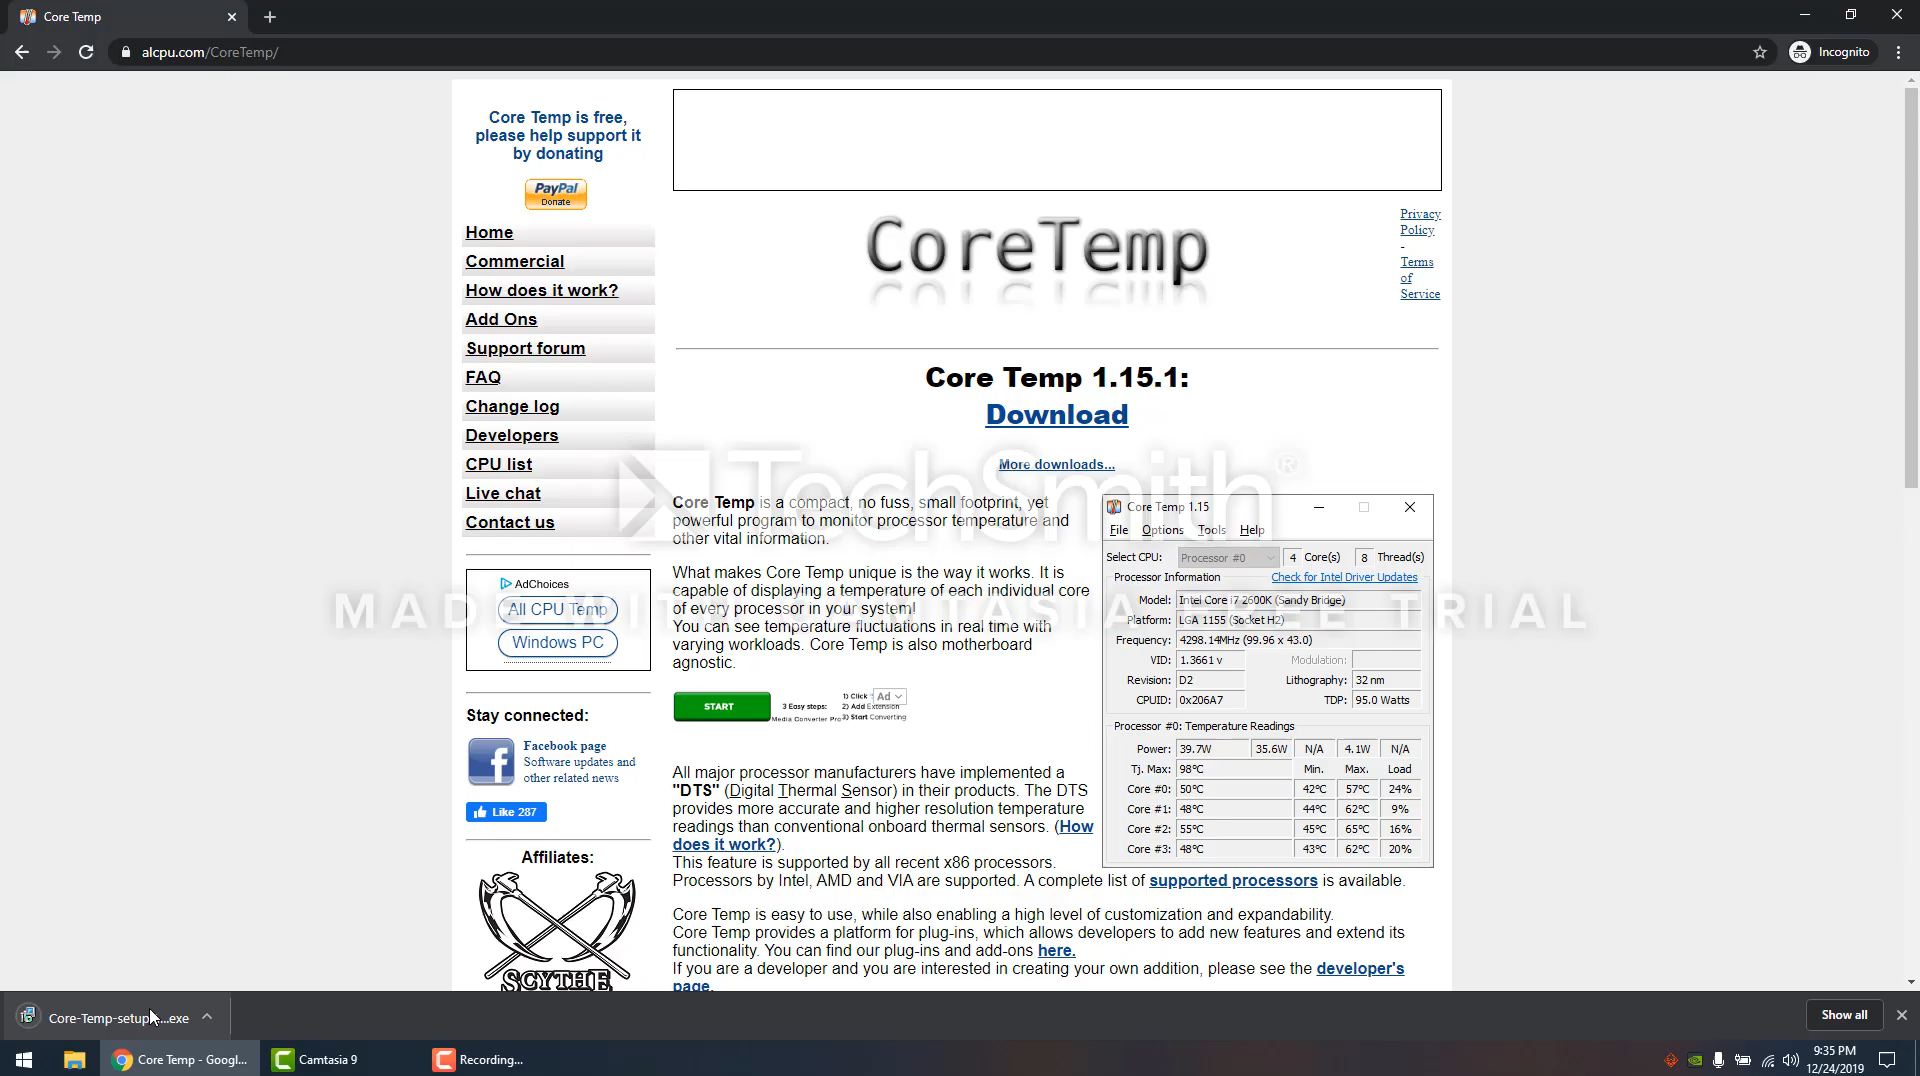 Core Temp
alcpu.com/CoreTemp/
Incognito
Core Temp is free,
please help support it
by donating
PayPal
Donate
Home
Commercial
How does it work?
Add Ons
Support forum
FAQ
Change log
Developers
CPU list
Live chat
Contact us
AdChoices
All CPU Temp
Windows PC
Stay connected:
Facebook page
Software updates and
other related news
Like 287
Affiliates:
SCYTHE
CoreTemp
Privacy
Policy
-
Terms
of
Service
Core Temp 1.15.1:
Download
More downloads...
TechSmith®
MADE WITH CAMTASIA FREE TRIAL
Core Temp is a compact, no fuss, small footprint, yet
powerful program to monitor processor temperature and
other vital information.
What makes Core Temp unique is the way it works. It is
capable of displaying a temperature of each individual core
of every processor in your system!
You can see temperature fluctuations in real time with
varying workloads. Core Temp is also motherboard
agnostic.
START
3 Easy steps:
Media Converter Pro
1) Click
2) Add Extension
3) Start Converting
Ad
All major processor manufacturers have implemented a
"DTS" (Digital Thermal Sensor) in their products. The DTS
provides more accurate and higher resolution temperature
readings than conventional onboard thermal sensors. (How
does it work?).
This feature is supported by all recent x86 processors.
Processors by Intel, AMD and VIA are supported. A complete list of supported processors is available.
Core Temp is easy to use, while also enabling a high level of customization and expandability.
Core Temp provides a platform for plug-ins, which allows developers to add new features and extend its
functionality. You can find our plug-ins and add-ons here.
If you are a developer and you are interested in creating your own addition, please see the developer's
page.
Core Temp 1.15
File Options Tools Help
Select CPU: Processor #0 4 Core(s) 8 Thread(s)
Processor Information Check for Intel Driver Updates
Model: Intel Core i7 2600K (Sandy Bridge)
Platform: LGA 1155 (Socket H2)
Frequency: 4298.14MHz (99.96 x 43.0)
VID: 1.3661 v Modulation:
Revision: D2 Lithography: 32 nm
CPUID: 0x206A7 TDP: 95.0 Watts
Processor #0: Temperature Readings
Power: 39.7W 35.6W N/A 4.1W N/A
Tj. Max: 98°C Min. Max. Load
Core #0: 50°C 42°C 57°C 24%
Core #1: 48°C 44°C 62°C 9%
Core #2: 55°C 45°C 65°C 16%
Core #3: 48°C 43°C 62°C 20%
Core-Temp-setup-...exe
Show all
Core Temp - Googl...
Camtasia 9
Recording...
9:35 PM
12/24/2019